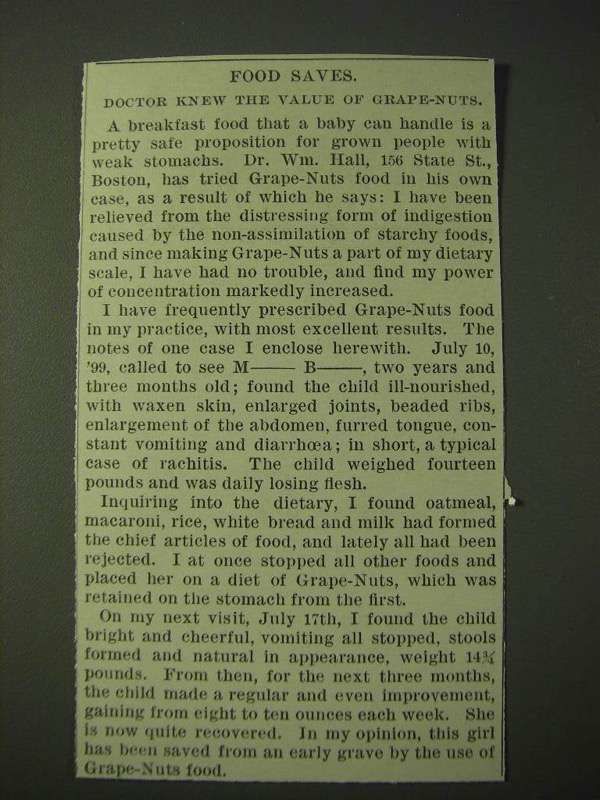 FOOD SAVES.
DOCTOR KNEW THE VALUE OF GRAPE-NUTS.
A breakfast food that a baby can handle is a
pretty safe proposition for grown people with
weak stomachs. Dr. Wm. Hall, 156 State St.,
Boston, has tried Grape-Nuts food in his own
case, as a result of which he says: I have been
relieved from the distressing form of indigestion
caused by the non-assimilation of starchy foods,
and since making Grape-Nuts a part of my dietary
scale, I have had no trouble, and find my power
of concentration markedly increased.
I have frequently prescribed Grape-Nuts food
in my practice, with most excellent results. The
notes of one case I enclose herewith. July 10,
'99, called to see M—— B——, two years and
three months old; found the child ill-nourished,
with waxen skin, enlarged joints, beaded ribs,
enlargement of the abdomen, furred tongue, con-
stant vomiting and diarrhœa; in short, a typical
case of rachitis. The child weighed fourteen
pounds and was daily losing flesh.
Inquiring into the dietary, I found oatmeal,
macaroni, rice, white bread and milk had formed
the chief articles of food, and lately all had been
rejected. I at once stopped all other foods and
placed her on a diet of Grape-Nuts, which was
retained on the stomach from the first.
On my next visit, July 17th, I found the child
bright and cheerful, vomiting all stopped, stools
formed and natural in appearance, weight 14¾
pounds. From then, for the next three months,
the child made a regular and even improvement,
gaining from eight to ten ounces each week. She
is now quite recovered. In my opinion, this girl
has been saved from an early grave by the use of
Grape-Nuts food.